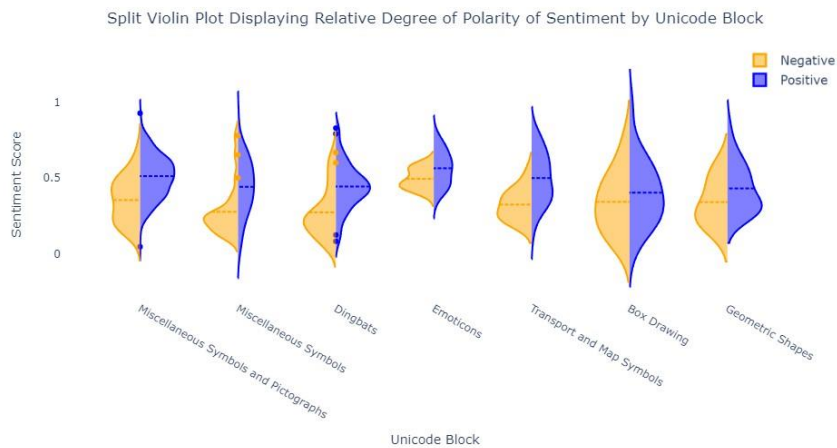 Split Violin Plot Displaying Relative Degree of Polarity of Sentiment by Unicode Block
Negative
Positive
1
0.5
0
Sentiment Score
Miscellaneous Symbols and Pictographs
Miscellaneous Symbols
Dingbats
Emoticons
Transport and Map Symbols
Box Drawing
Geometric Shapes
Unicode Block